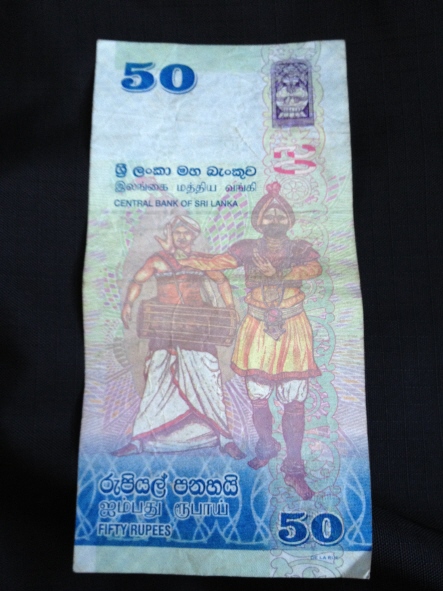 50
ශ්‍රී ලංකා මහ බැංකුව
இலங்கை மத்திய வங்கி
CENTRAL BANK OF SRI LANKA
රුපියල් පනහයි
ஐம்பது ரூபாய்
FIFTY RUPEES
50